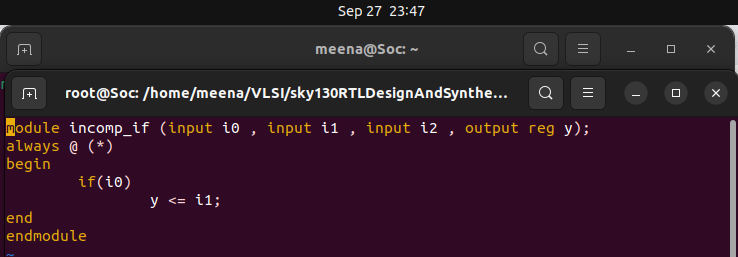 Sep 27 23:47
meena@Soc: ~
root@Soc: /home/meena/VLSI/sky130RTLDesignAndSynthe...
module incomp_if (input i0 , input i1 , input i2 , output reg y);
always @ (*)
begin
        if(i0)
                y <= i1;
end
endmodule
~